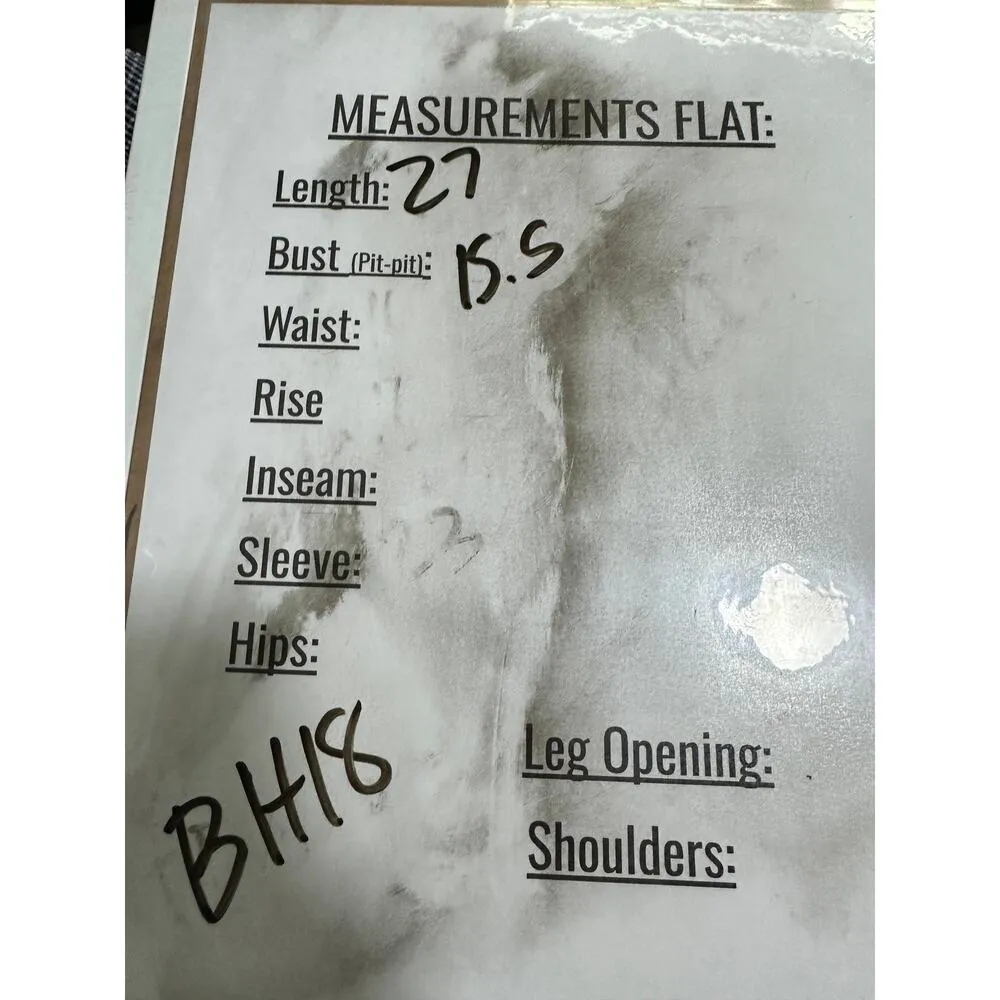 MEASUREMENTS FLAT:
Length: 27
Bust (Pit-pit): 15.5
Waist:
Rise
Inseam:
Sleeve:
Hips:
BH18
Leg Opening:
Shoulders: